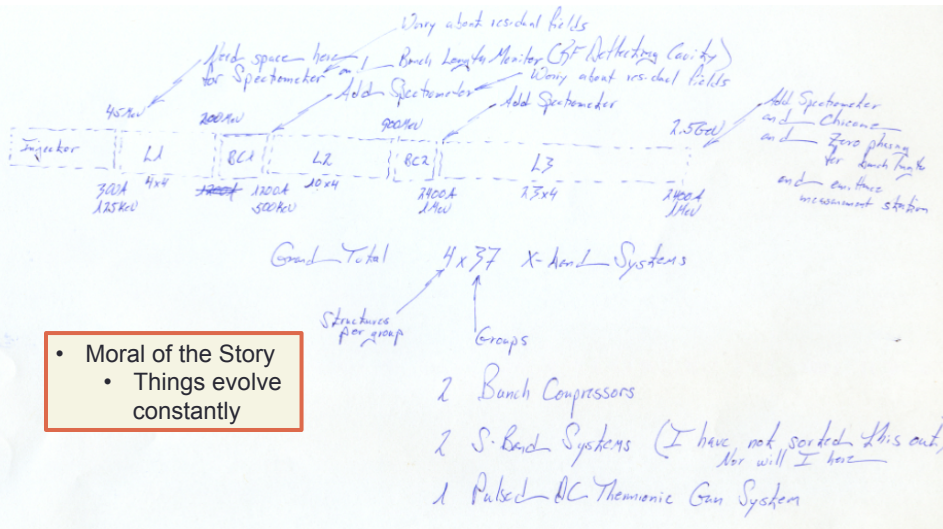 Worry about residual fields
Need space here
for Spectrometer and Bunch Length Monitor (RF Deflecting Cavity)
Worry about residual fields
Add Spectrometer
Add Spectrometer
Add Spectrometer
and Chicane
and Zero phasing
for bunch length
and emittance
measurement station
45MeV
200MeV
900MeV
2.5GeV
Injector
L1
BC1
L2
BC2
L3
300A
125KeV
4x4
1200A
1200A
500KeV
10x4
2400A
1MeV
23x4
2400A
1MeV
Grand Total 4x37 X-band Systems
Structures
per group
Groups
• Moral of the Story
• Things evolve
constantly
2 Bunch Compressors
2 S-Band Systems (I have not sorted this out,
Nor will I here
1 Pulsed DC Thermionic Gun System